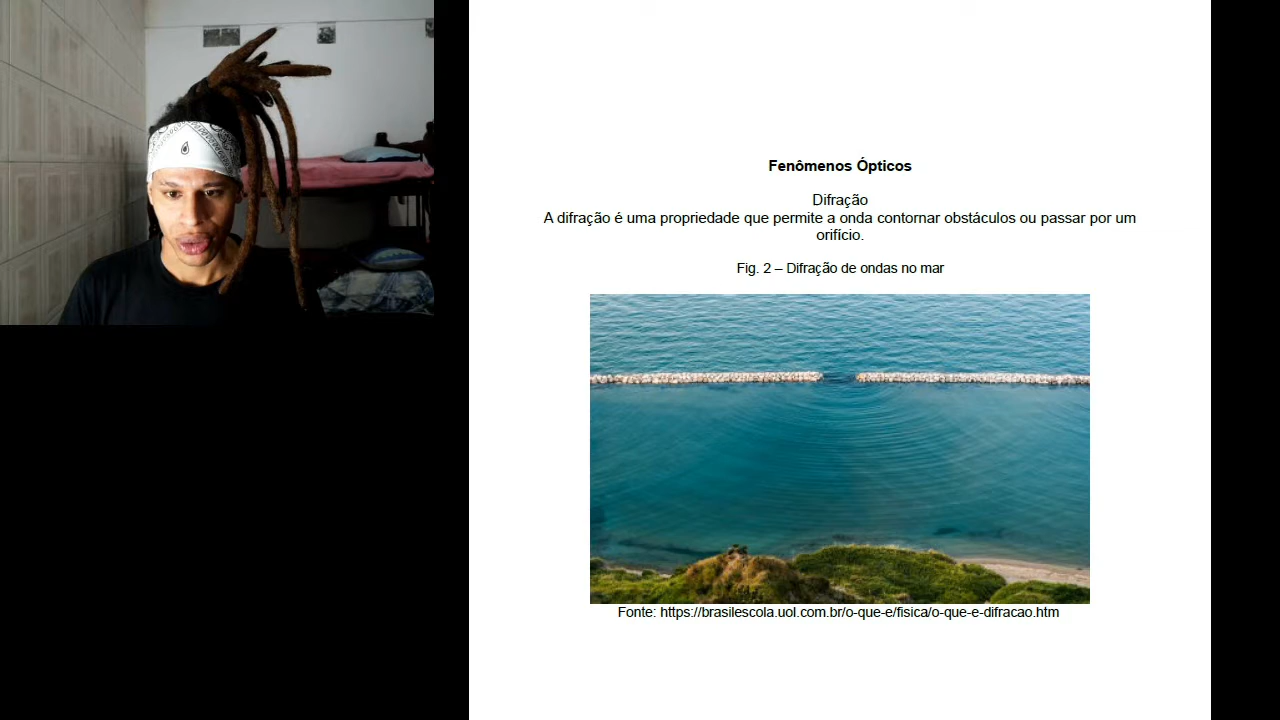 Fenômenos Ópticos
Difração
A difração é uma propriedade que permite a onda contornar obstáculos ou passar por um
orifício.
Fig. 2 – Difração de ondas no mar
Fonte: https://brasilescola.uol.com.br/o-que-e/fisica/o-que-e-difracao.htm